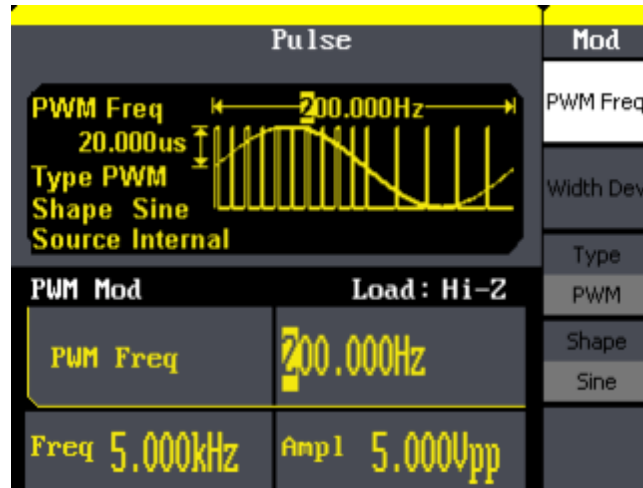 Pulse
Mod
PWM Freq 200.000Hz
20.000us
Type PWM
Shape Sine
Source Internal
PWM Mod Load: Hi-Z
PWM Freq 200.000Hz
Freq 5.000kHz Ampl 5.000Vpp
PWM Freq
Width Dev
Type
PWM
Shape
Sine